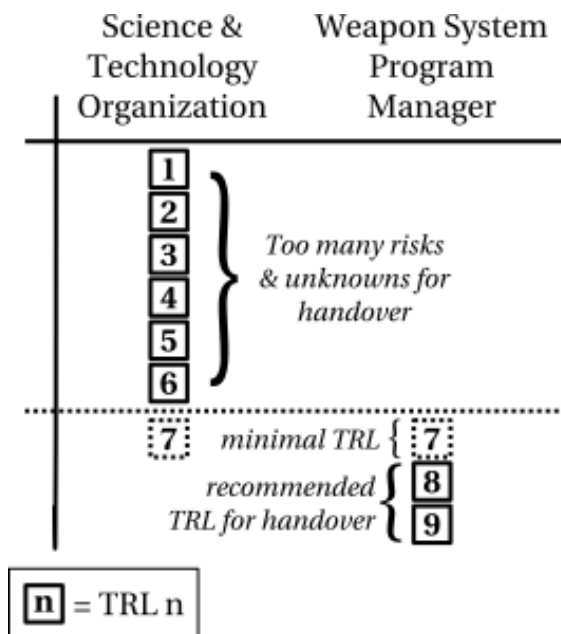 Science &
Technology
Organization
Weapon System
Program
Manager
1
2
3
4
5
6
Too many risks
& unknowns for
handover
7
minimal TRL { 7
recommended
TRL for handover
8
9
n = TRL n